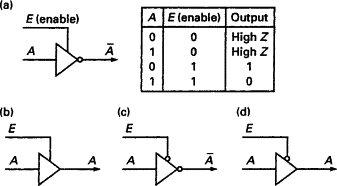 (a)
E (enable)
A Ā
A E (enable) Output
0 0 High Z
1 0 High Z
0 1 1
1 1 0
(b) (c) (d)
E E E
A A A Ā A A